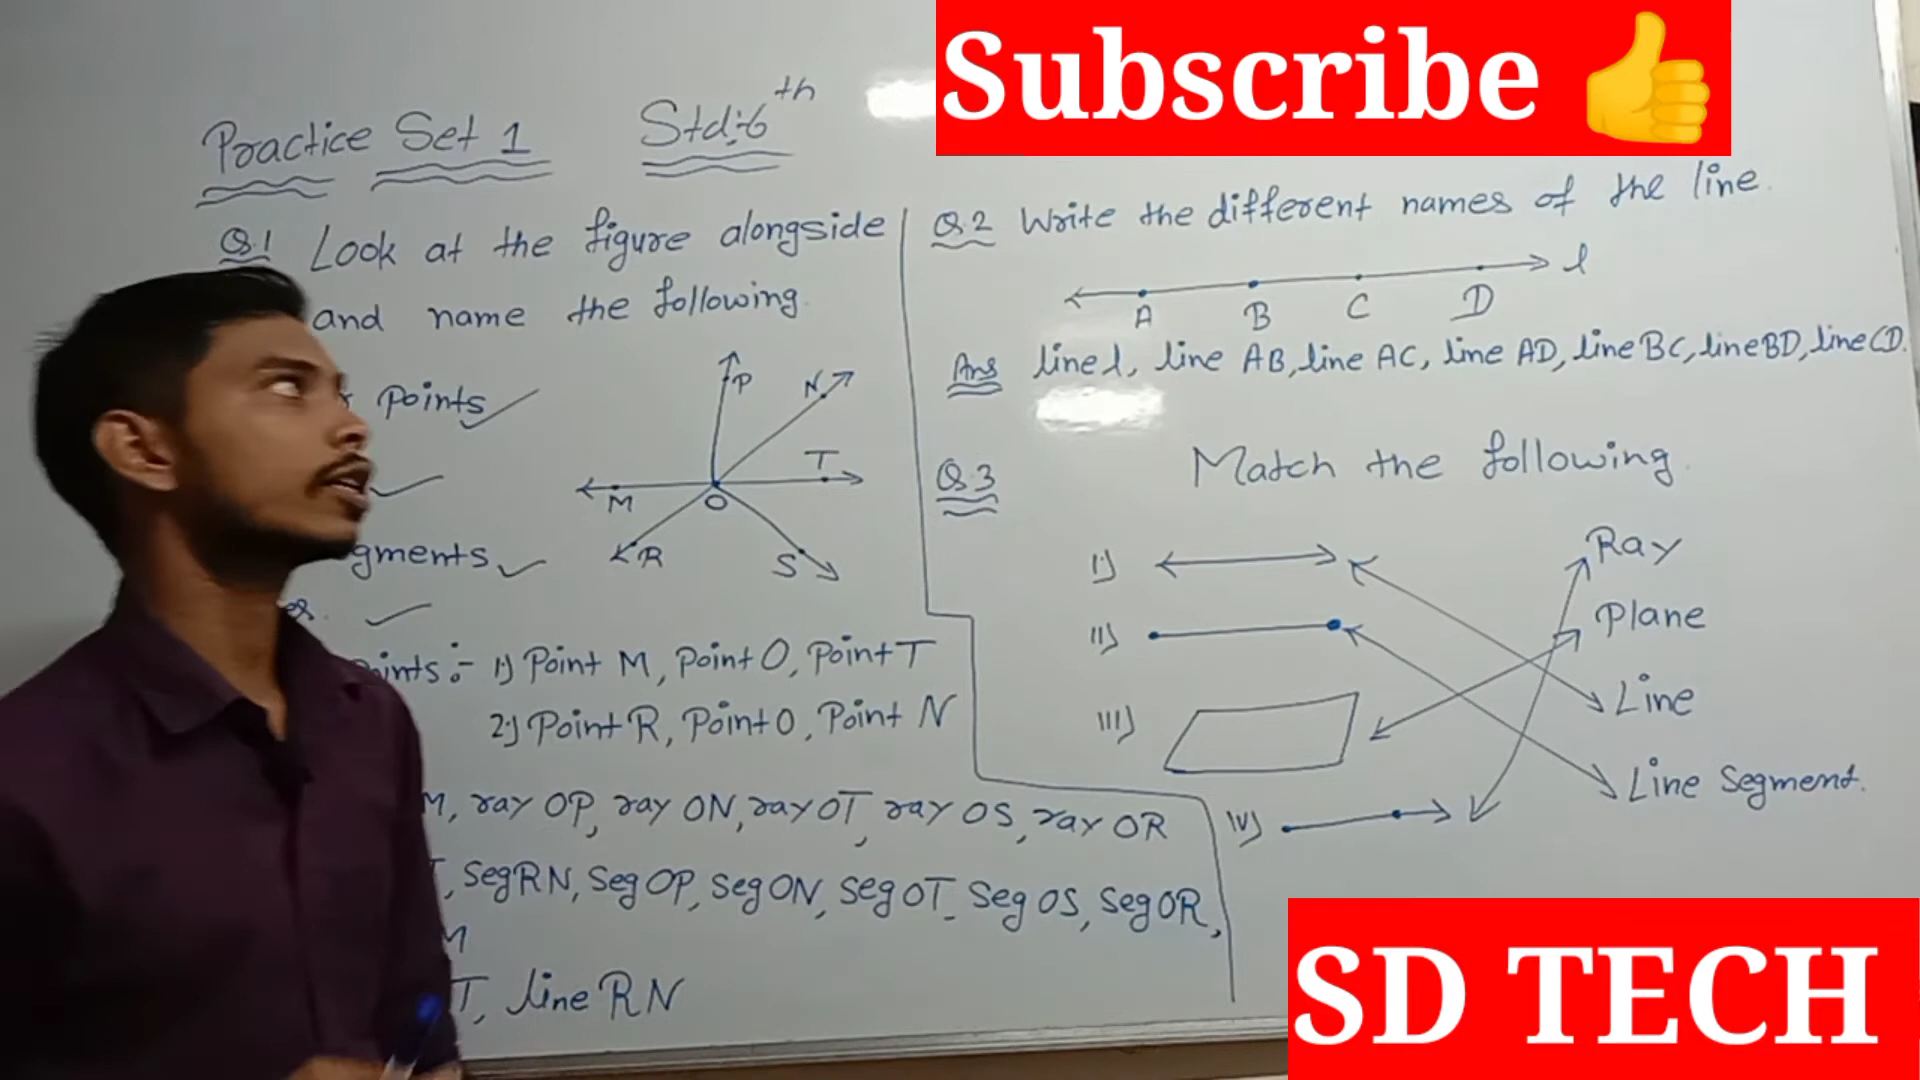 Subscribe 👍
Practice Set 1 Std:6th
Q.1 Look at the figure alongside
and name the following.
Points
P
N
T
M
O
R
S
Points :- 1) Point M, Point O, Point T
2) Point R, Point O, Point N
M, ray OP, ray ON, ray OT, ray OS, ray OR
T, Seg RN, Seg OP, Seg ON, Seg OT, Seg OS, Seg OR,
M
T, line RN
Q.2 Write the different names of the line.
l
A B C D
Ans line l, line AB, line AC, line AD, line BC, line BD, line CD.
Q.3 Match the following.
I) Ray
II) Plane
III) Line
IV) Line Segment.
SD TECH